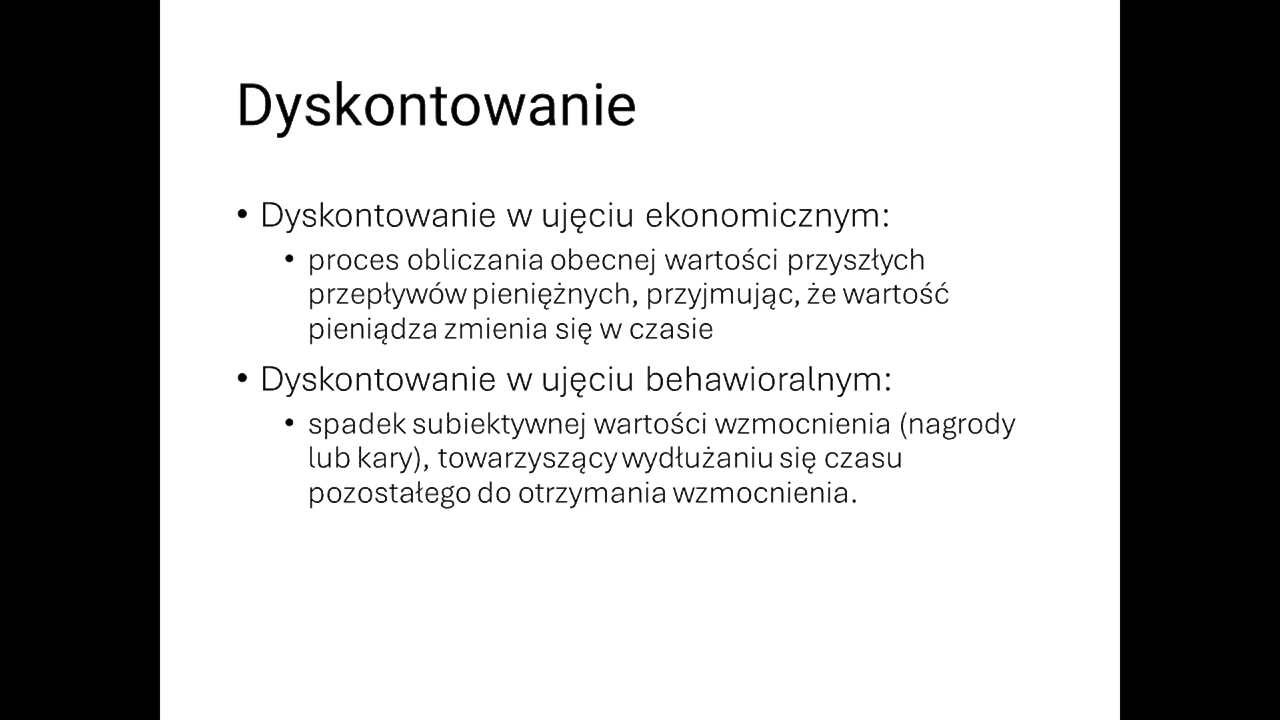 Dyskontowanie
• Dyskontowanie w ujęciu ekonomicznym:
• proces obliczania obecnej wartości przyszłych
przepływów pieniężnych, przyjmując, że wartość
pieniądza zmienia się w czasie
• Dyskontowanie w ujęciu behawioralnym:
• spadek subiektywnej wartości wzmocnienia (nagrody
lub kary), towarzyszący wydłużaniu się czasu
pozostałego do otrzymania wzmocnienia.